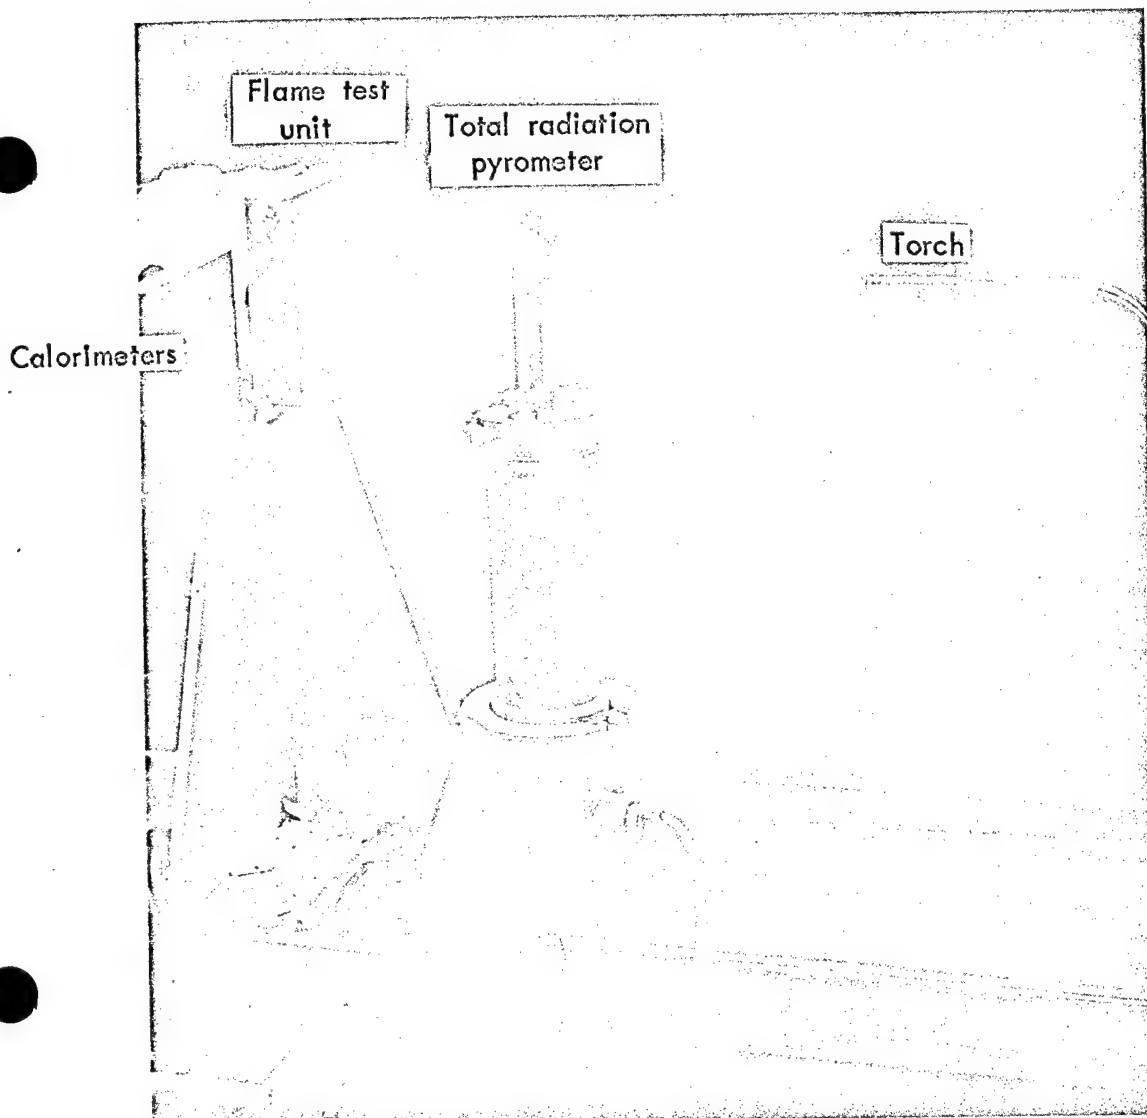 Flame test
unit
Total radiation
pyrometer
Torch
Calorimeters